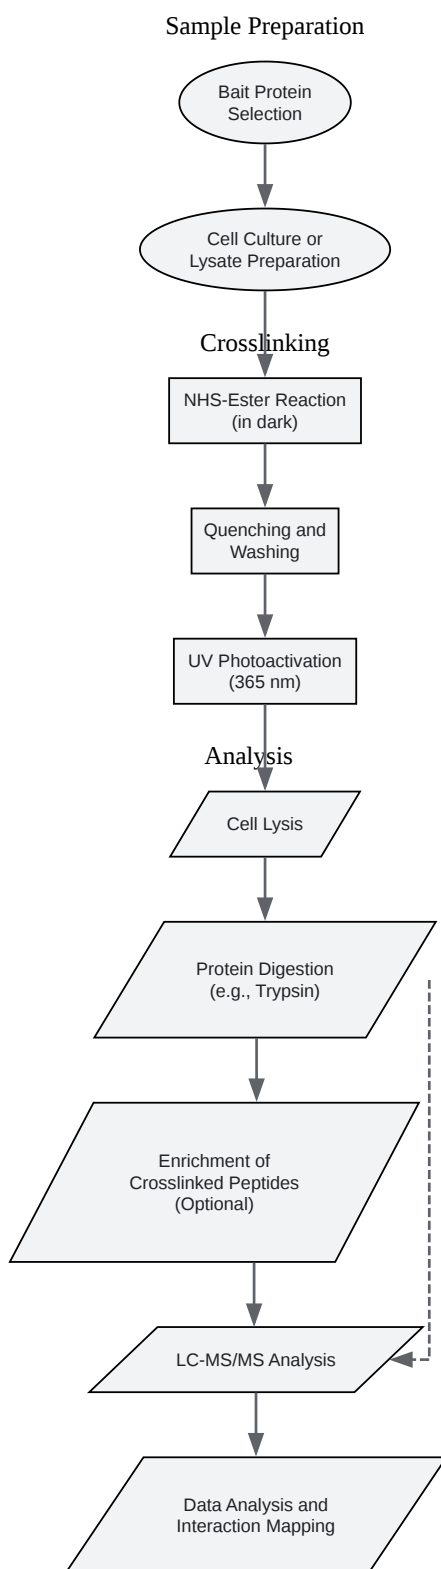 Sample Preparation
Bait Protein
Selection
Cell Culture or
Lysate Preparation
Crosslinking
NHS-Ester Reaction
(in dark)
Quenching and
Washing
UV Photoactivation
(365 nm)
Analysis
Cell Lysis
Protein Digestion
(e.g., Trypsin)
Enrichment of
Crosslinked Peptides
(Optional)
LC-MS/MS Analysis
Data Analysis and
Interaction Mapping